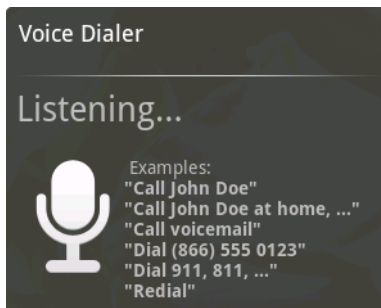 Voice Dialer
Listening...
Examples:
"Call John Doe"
"Call John Doe at home, ..."
"Call voicemail"
"Dial (866) 555 0123"
"Dial 911, 811, ..."
"Redial"